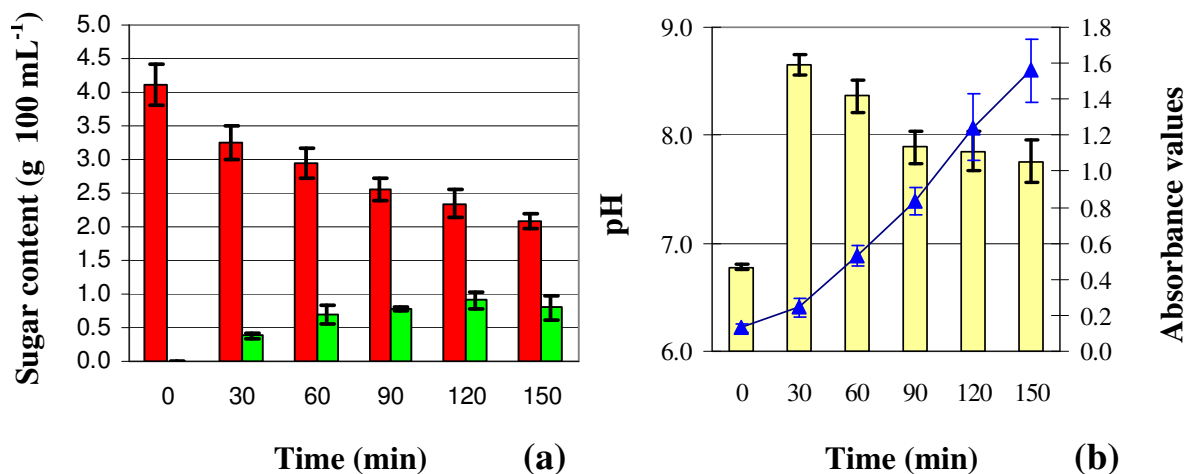 Sugar content (g 100 mL-1)
5.0
4.5
4.0
3.5
3.0
2.5
2.0
1.5
1.0
0.5
0.0
0 30 60 90 120 150
Time (min)
(a)
pH
9.0
8.0
7.0
6.0
0 30 60 90 120 150
Time (min)
(b)
1.8
1.6
1.4
1.2
1.0
0.8
0.6
0.4
0.2
0.0
Absorbance values